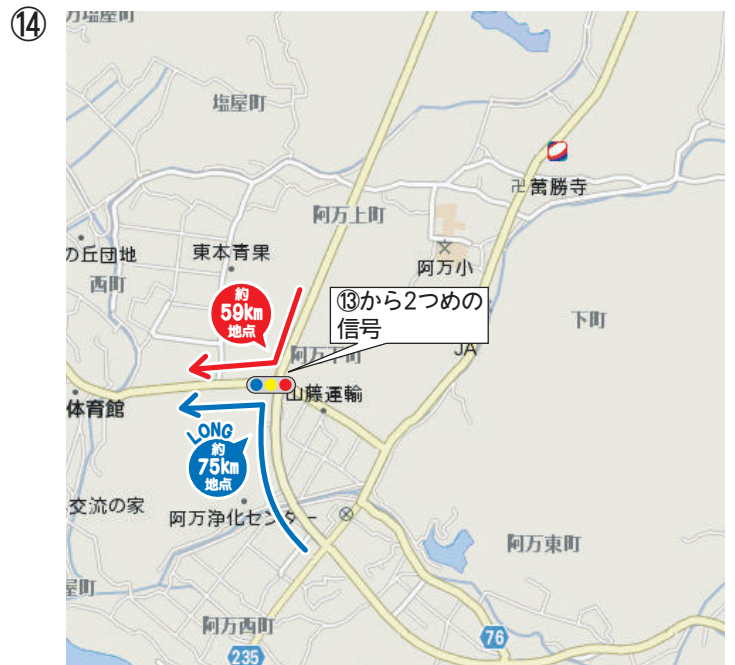 ⑭
刀塩屋町
塩屋町
卍萬勝寺
阿万上町
の丘団地
東本青果
阿万小
西町
約
59km
地点
⑬から2つめの
信号
下町
阿万下町
JA
体育館
山藤運輸
LONG
約
75km
地点
交流の家
阿万浄化センター
阿万東町
屋町
阿万西町
76
235